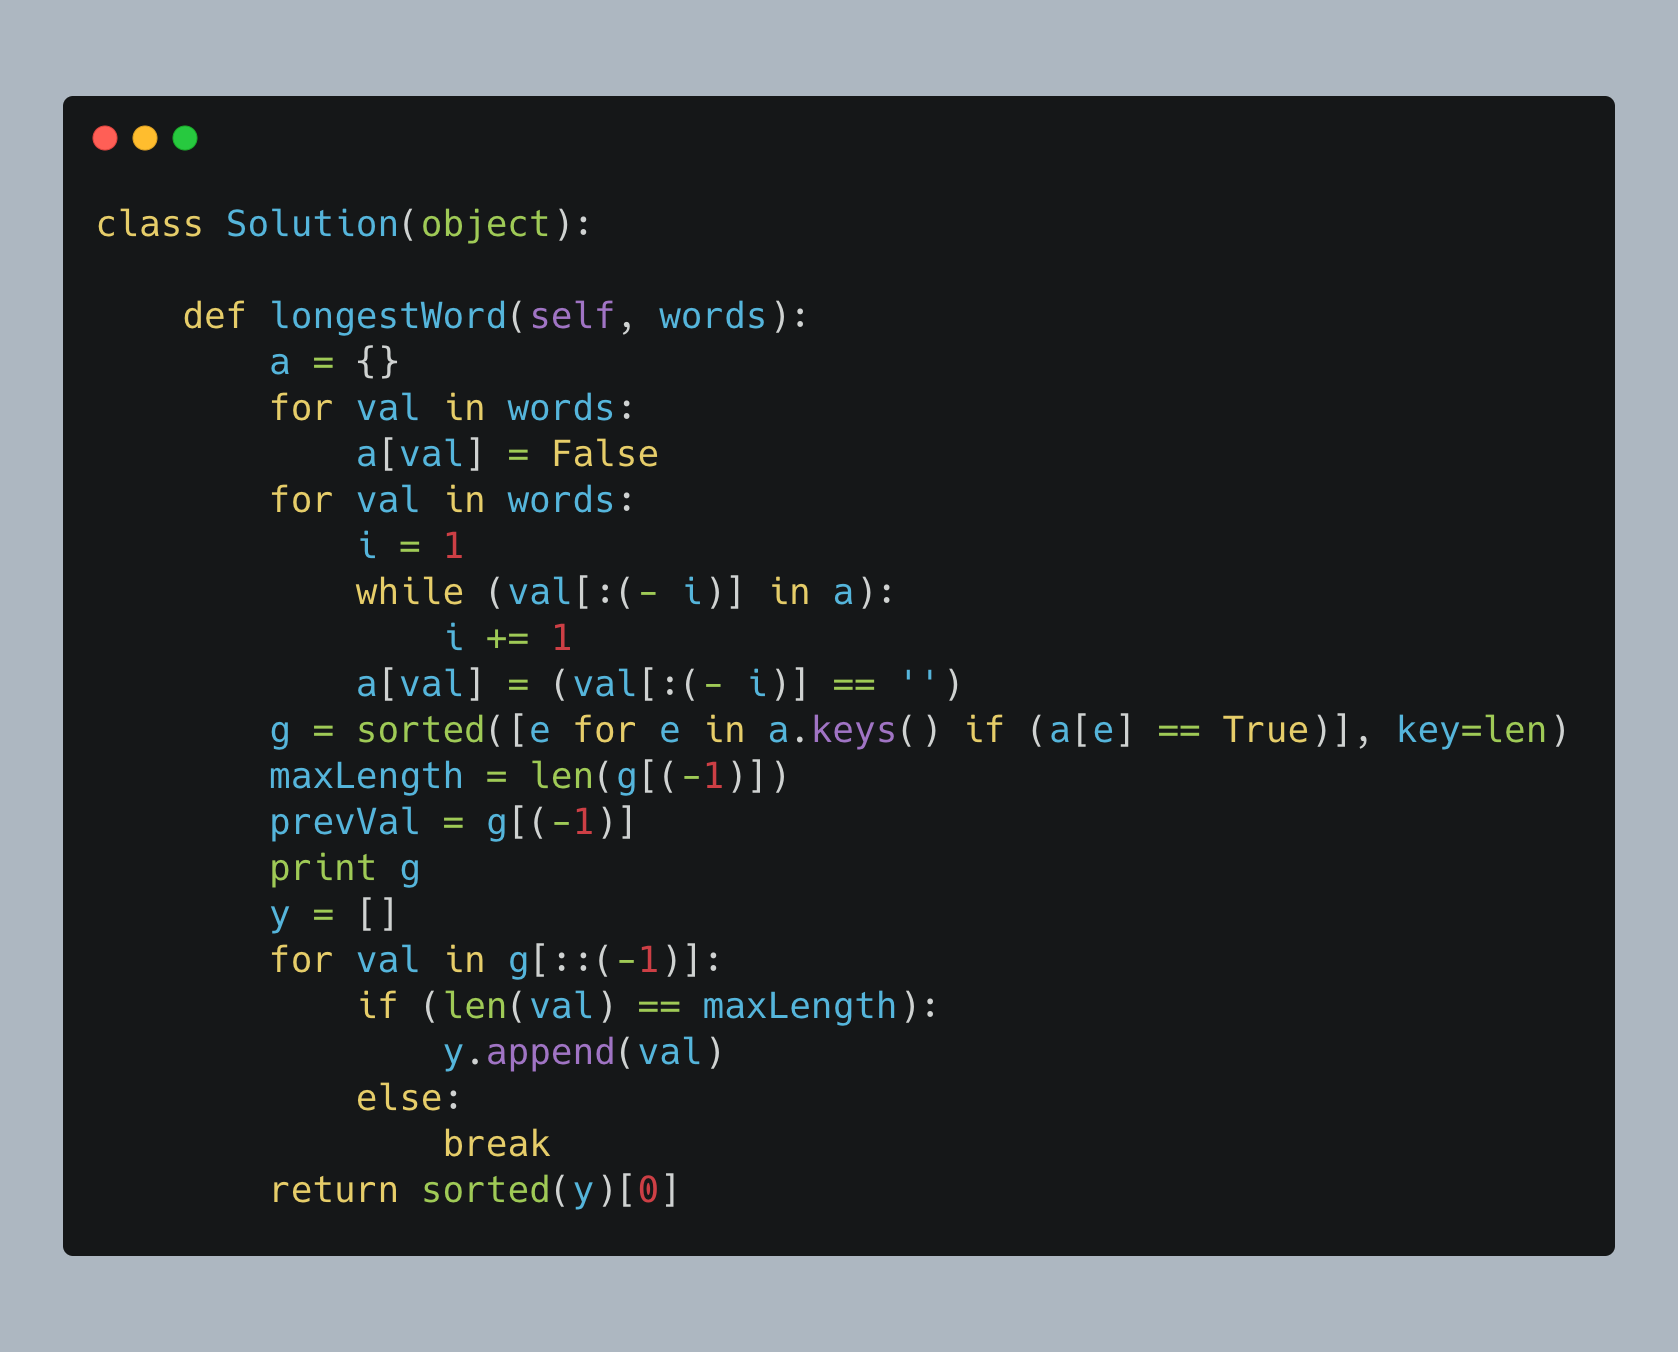 class Solution(object):

    def longestWord(self, words):
        a = {}
        for val in words:
            a[val] = False
        for val in words:
            i = 1
            while (val[:(- i)] in a):
                i += 1
            a[val] = (val[:(- i)] == '')
        g = sorted([e for e in a.keys() if (a[e] == True)], key=len)
        maxLength = len(g[(-1)])
        prevVal = g[(-1)]
        print g
        y = []
        for val in g[::(-1)]:
            if (len(val) == maxLength):
                y.append(val)
            else:
                break
        return sorted(y)[0]